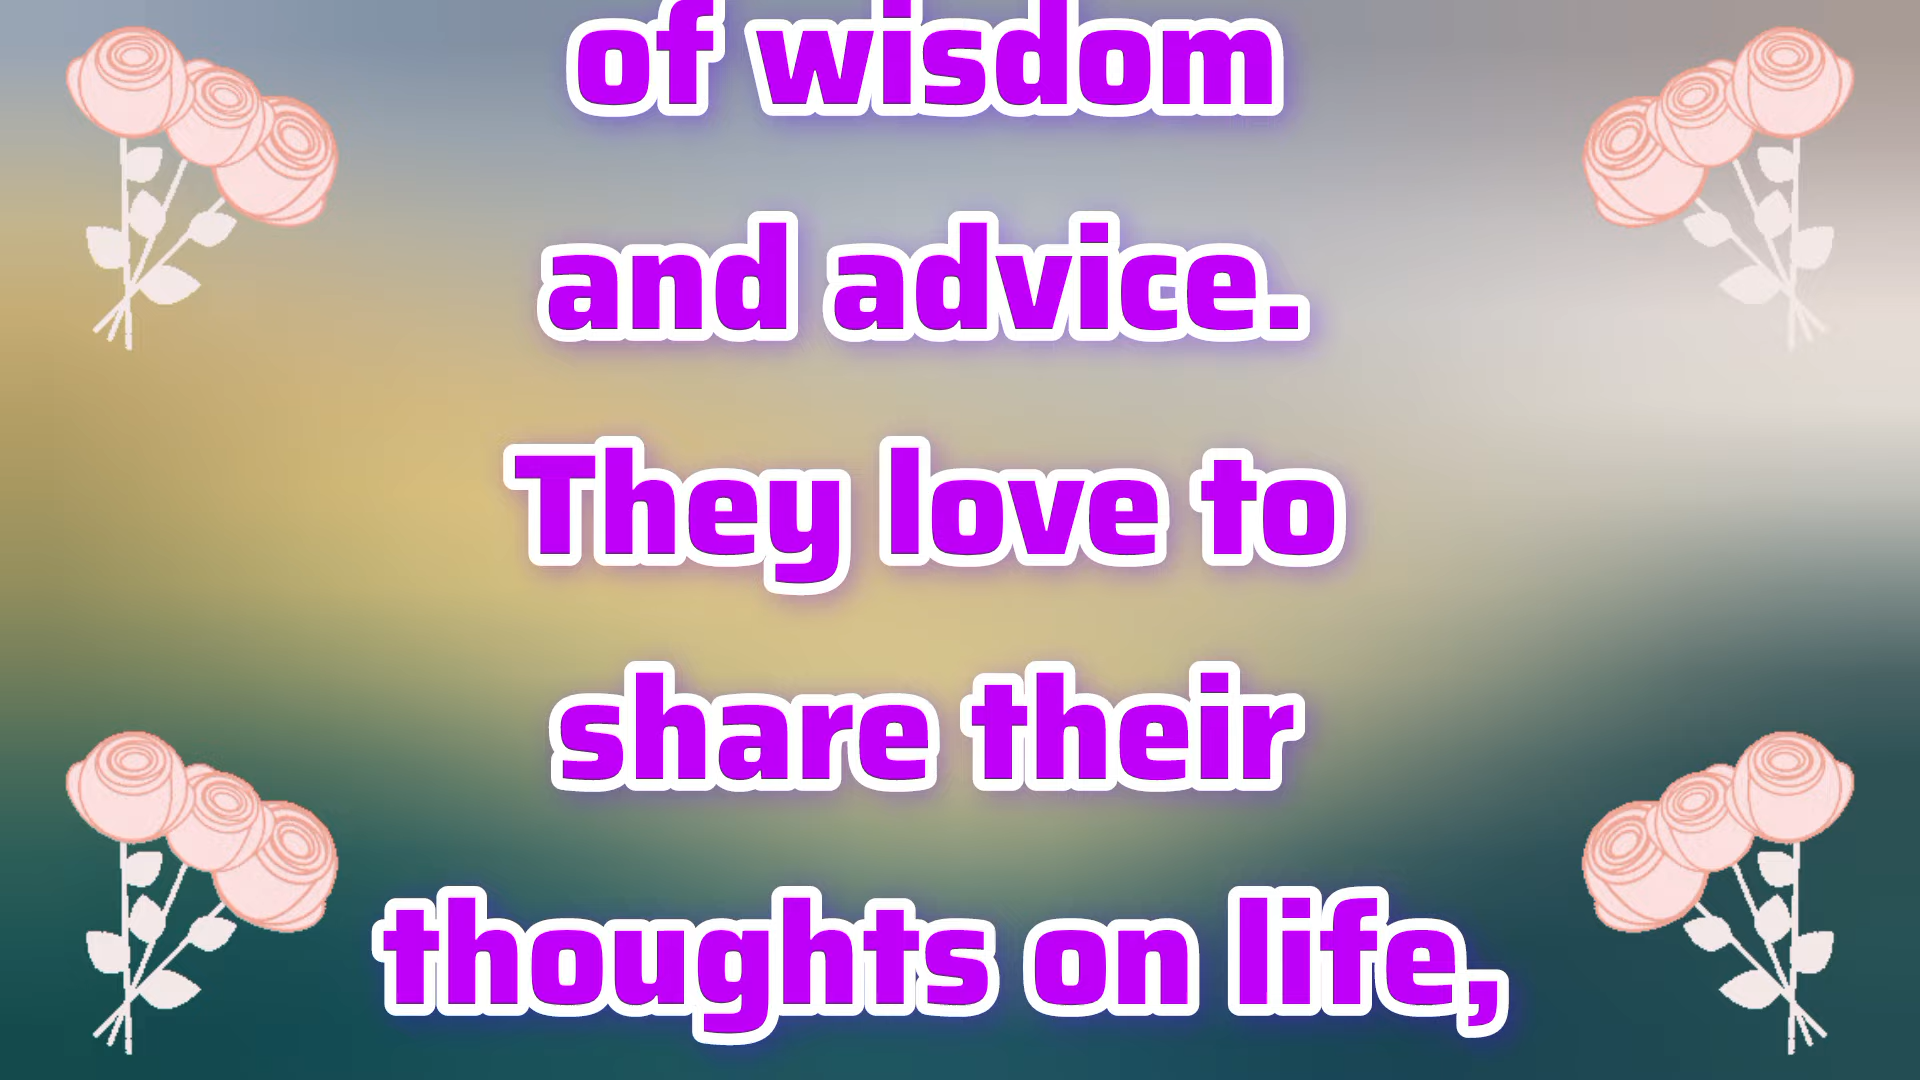 of wisdom
and advice.
They love to
share their
thoughts on life,